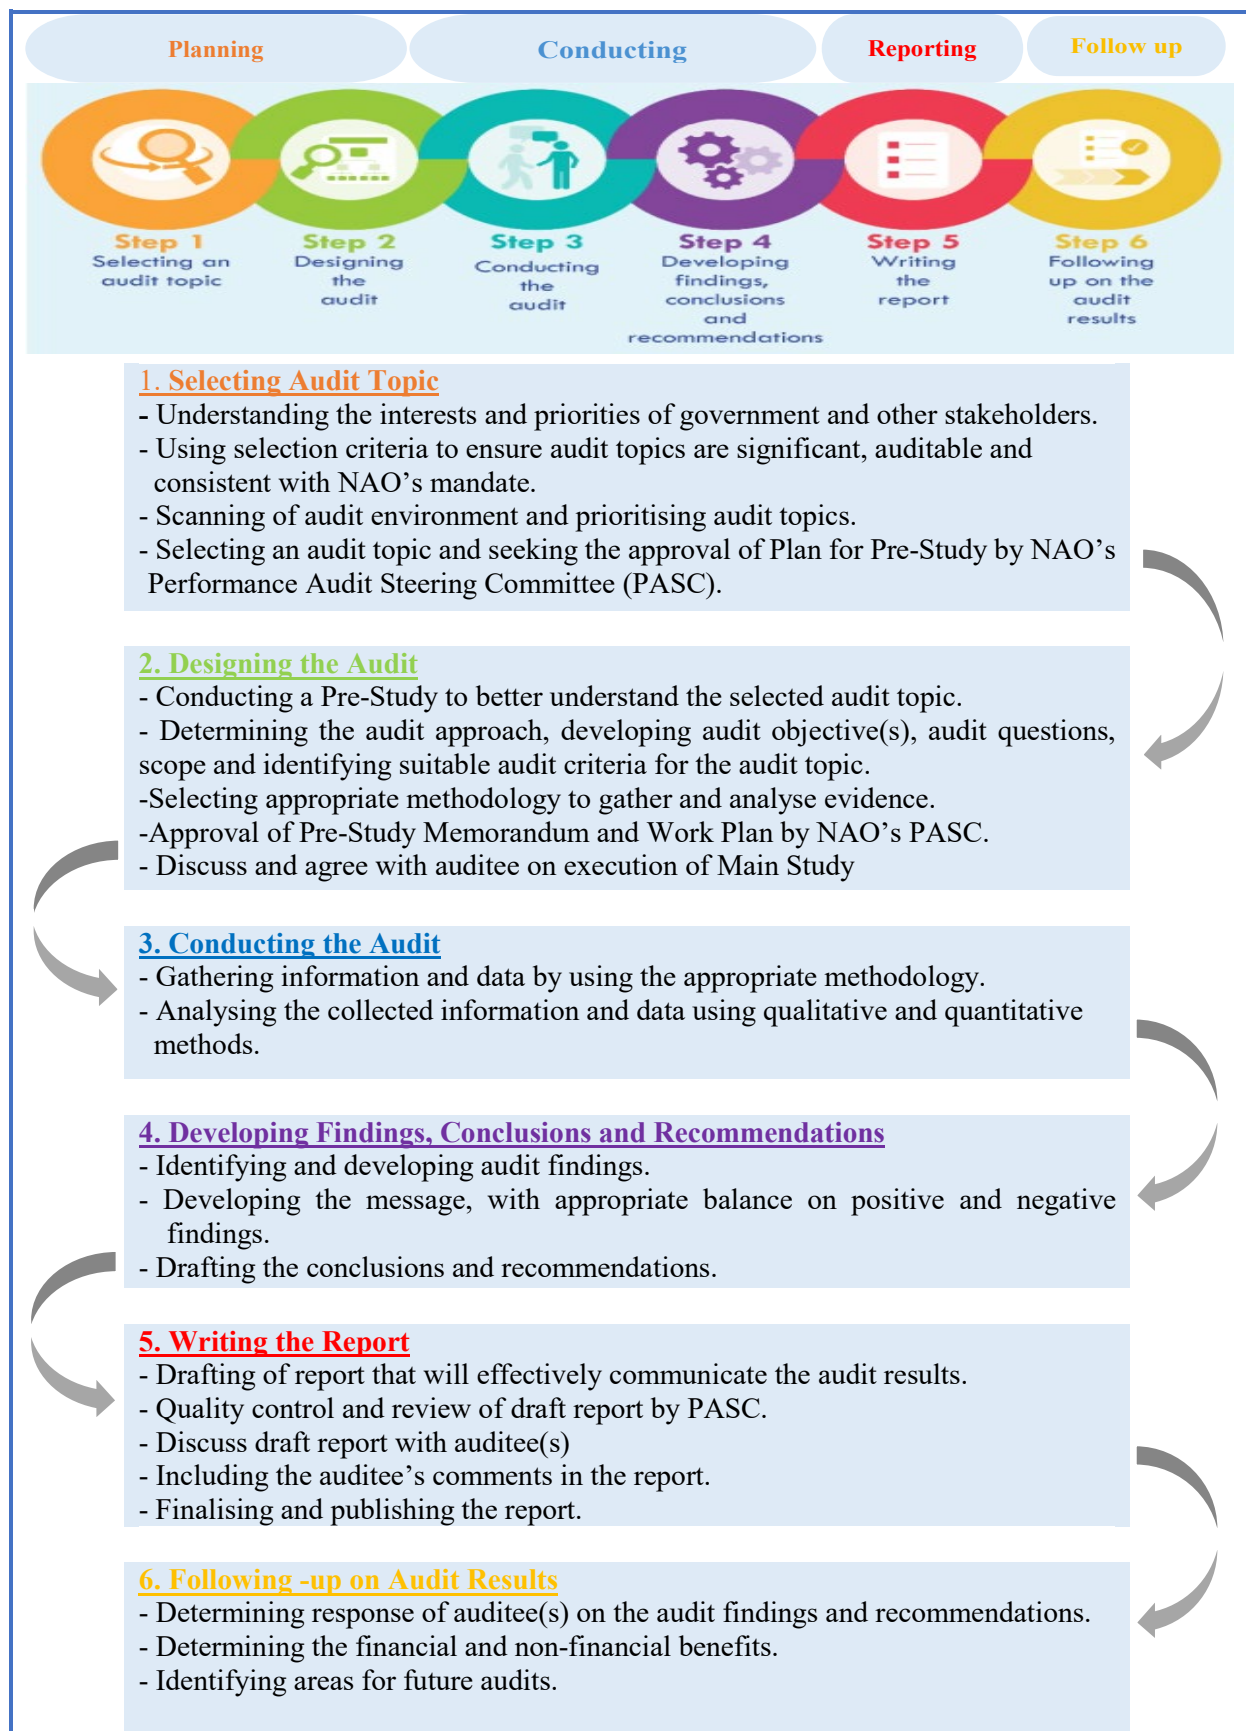 Planning
Conducting
Reporting
Follow up
Step 1
Selecting an
audit topic
Step 2
Designing
the
audit
Step 3
Conducting
the
audit
Step 4
Developing
findings,
conclusions
and
recommendations
Step 5
Writing
the
report
Step 6
Following
up on the
audit
results
1. Selecting Audit Topic
- Understanding the interests and priorities of government and other stakeholders.
- Using selection criteria to ensure audit topics are significant, auditable and
consistent with NAO’s mandate.
- Scanning of audit environment and prioritising audit topics.
- Selecting an audit topic and seeking the approval of Plan for Pre-Study by NAO’s
Performance Audit Steering Committee (PASC).
2. Designing the Audit
- Conducting a Pre-Study to better understand the selected audit topic.
- Determining the audit approach, developing audit objective(s), audit questions,
scope and identifying suitable audit criteria for the audit topic.
-Selecting appropriate methodology to gather and analyse evidence.
-Approval of Pre-Study Memorandum and Work Plan by NAO’s PASC.
- Discuss and agree with auditee on execution of Main Study
3. Conducting the Audit
- Gathering information and data by using the appropriate methodology.
- Analysing the collected information and data using qualitative and quantitative
methods.
4. Developing Findings, Conclusions and Recommendations
- Identifying and developing audit findings.
- Developing the message, with appropriate balance on positive and negative
findings.
- Drafting the conclusions and recommendations.
5. Writing the Report
- Drafting of report that will effectively communicate the audit results.
- Quality control and review of draft report by PASC.
- Discuss draft report with auditee(s)
- Including the auditee’s comments in the report.
- Finalising and publishing the report.
6. Following -up on Audit Results
- Determining response of auditee(s) on the audit findings and recommendations.
- Determining the financial and non-financial benefits.
- Identifying areas for future audits.